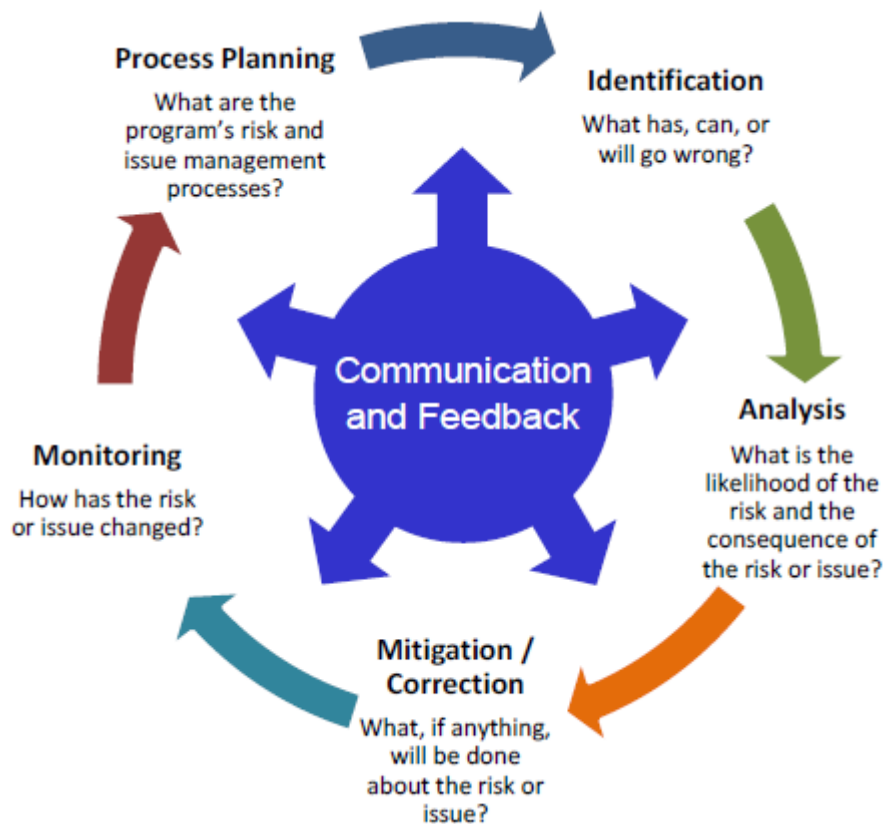 Process Planning
What are the
program's risk and
issue management
processes?
Identification
What has, can, or
will go wrong?
Communication
and Feedback
Analysis
What is the
likelihood of the
risk and the
consequence of
the risk or issue?
Mitigation /
Correction
What, if anything,
will be done
about the risk or
issue?
Monitoring
How has the risk
or issue changed?